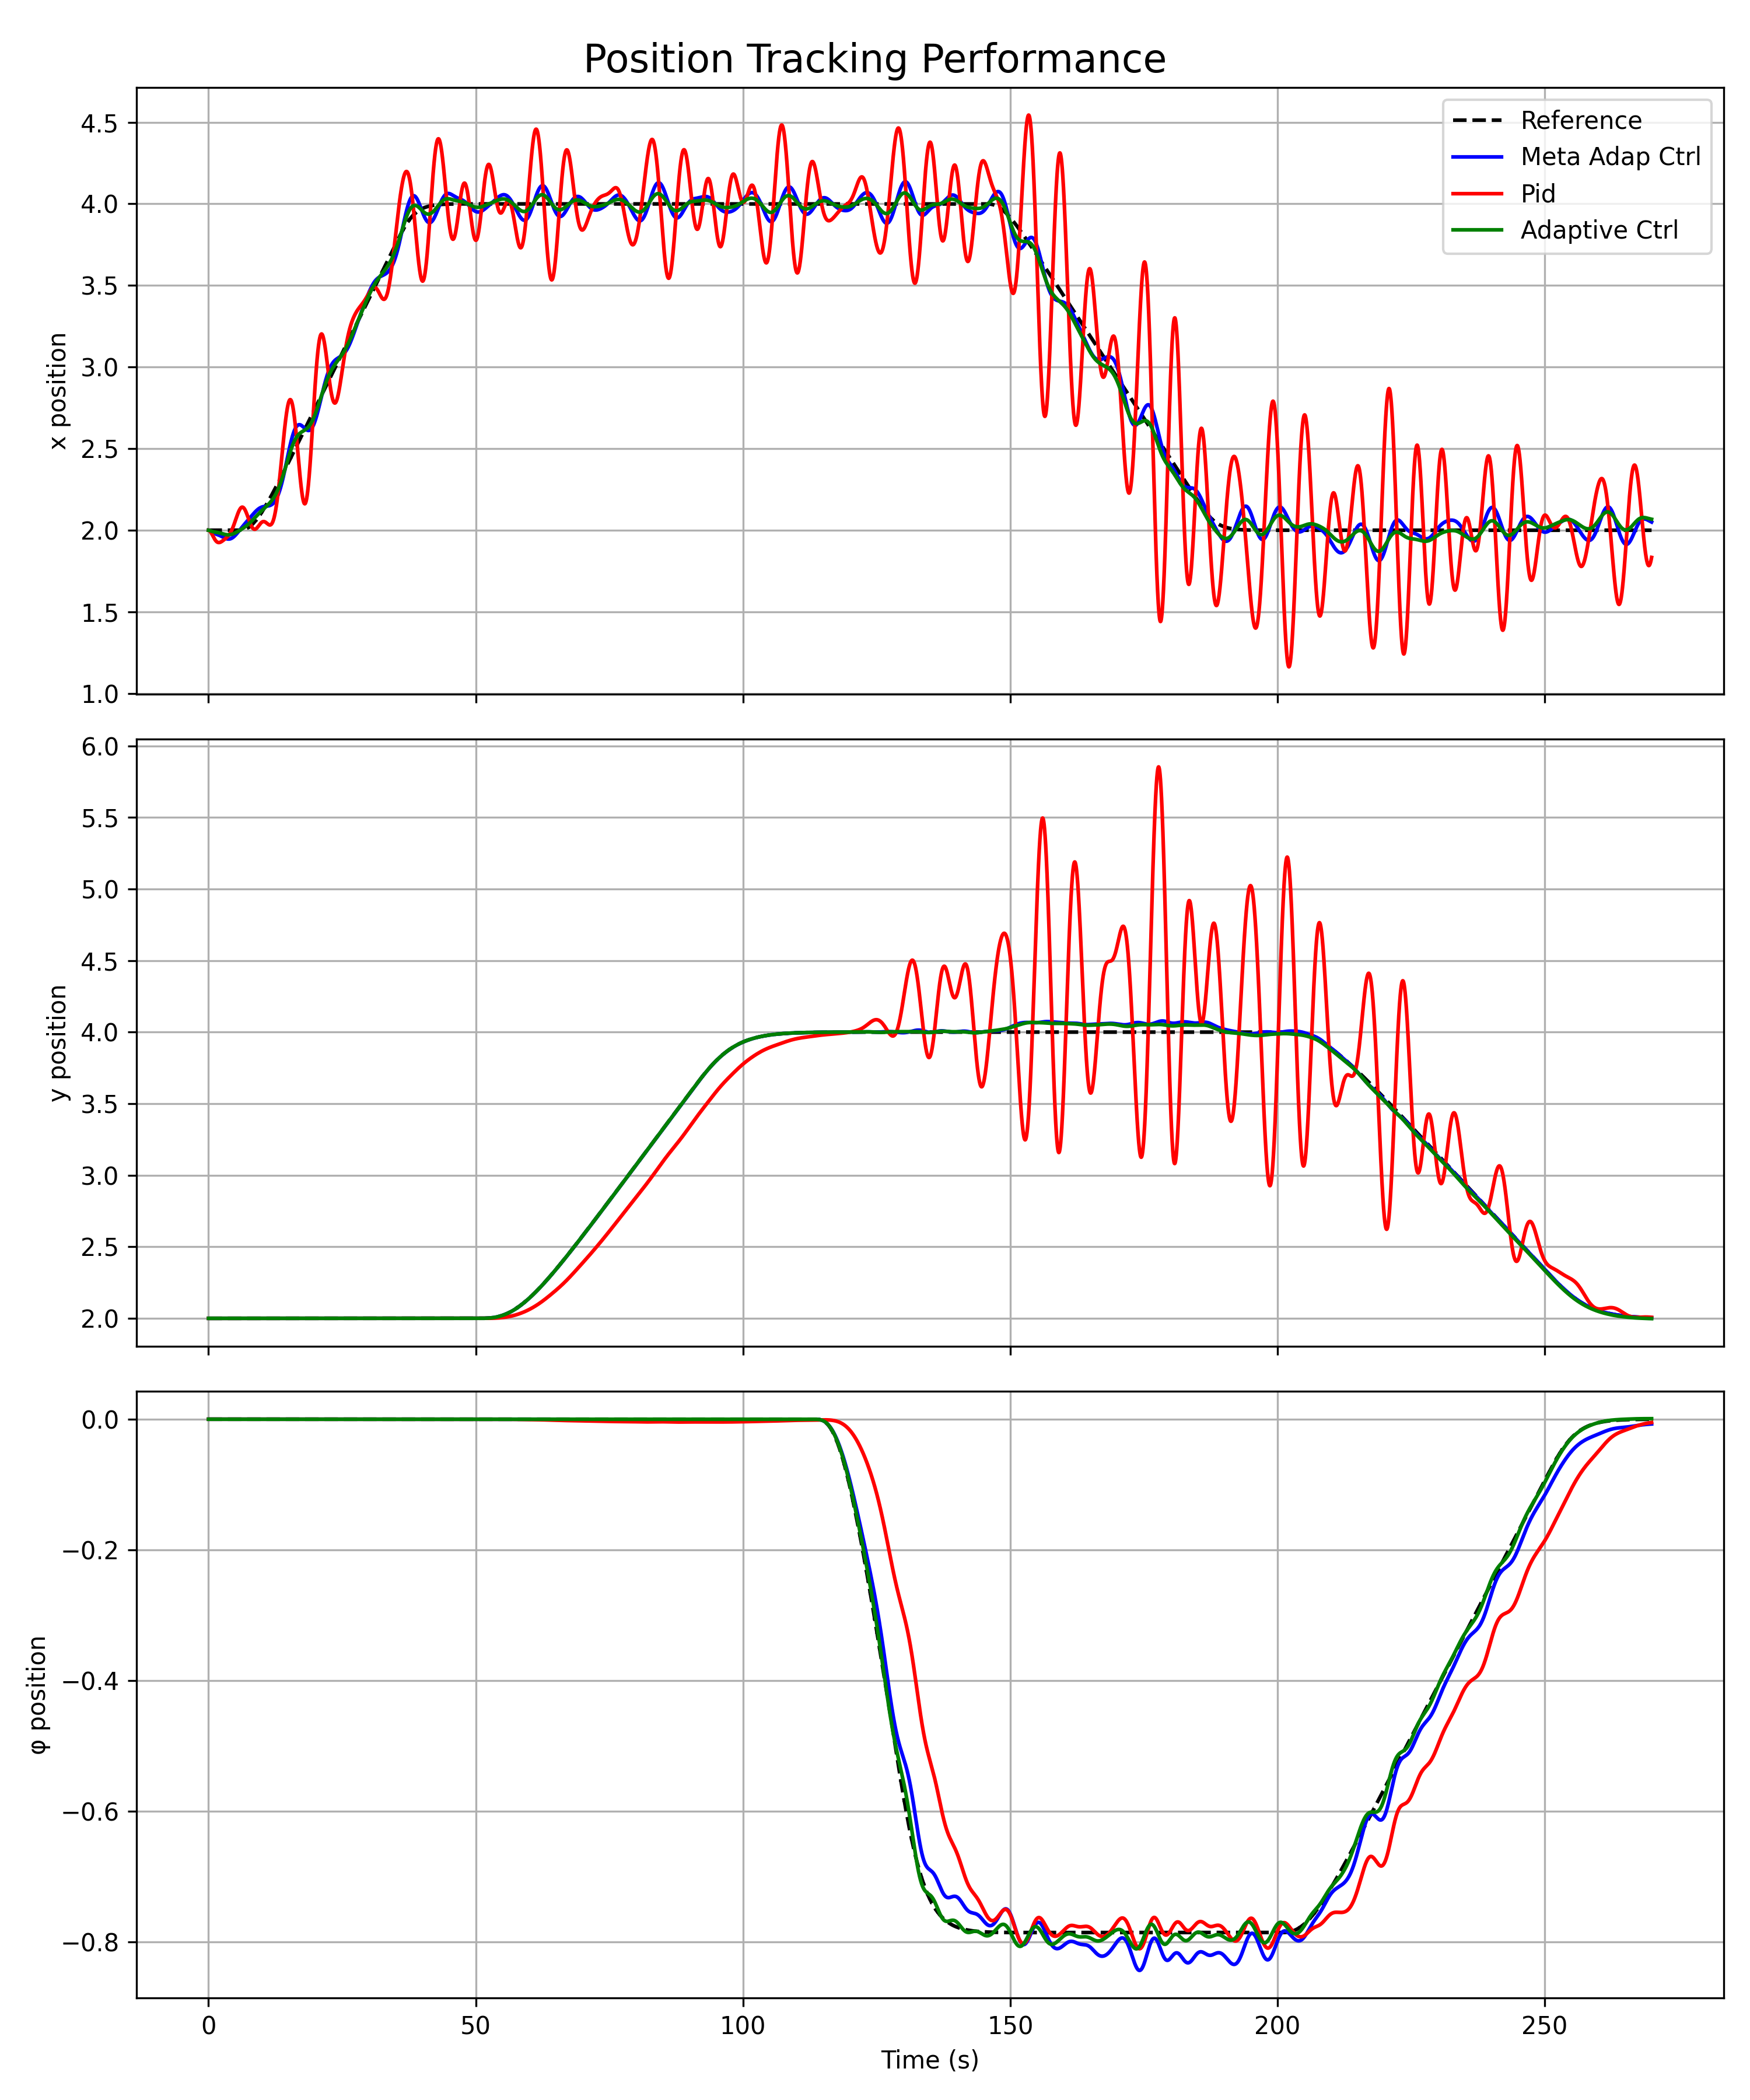 Position Tracking Performance
4.5
4.0
3.5
3.0
2.5
2.0
1.5
1.0
x position
Reference
Meta Adap Ctrl
Pid
Adaptive Ctrl
6.0
5.5
5.0
4.5
4.0
3.5
3.0
2.5
2.0
y position
0.0
−0.2
−0.4
−0.6
−0.8
φ position
0 50 100 150 200 250
Time (s)